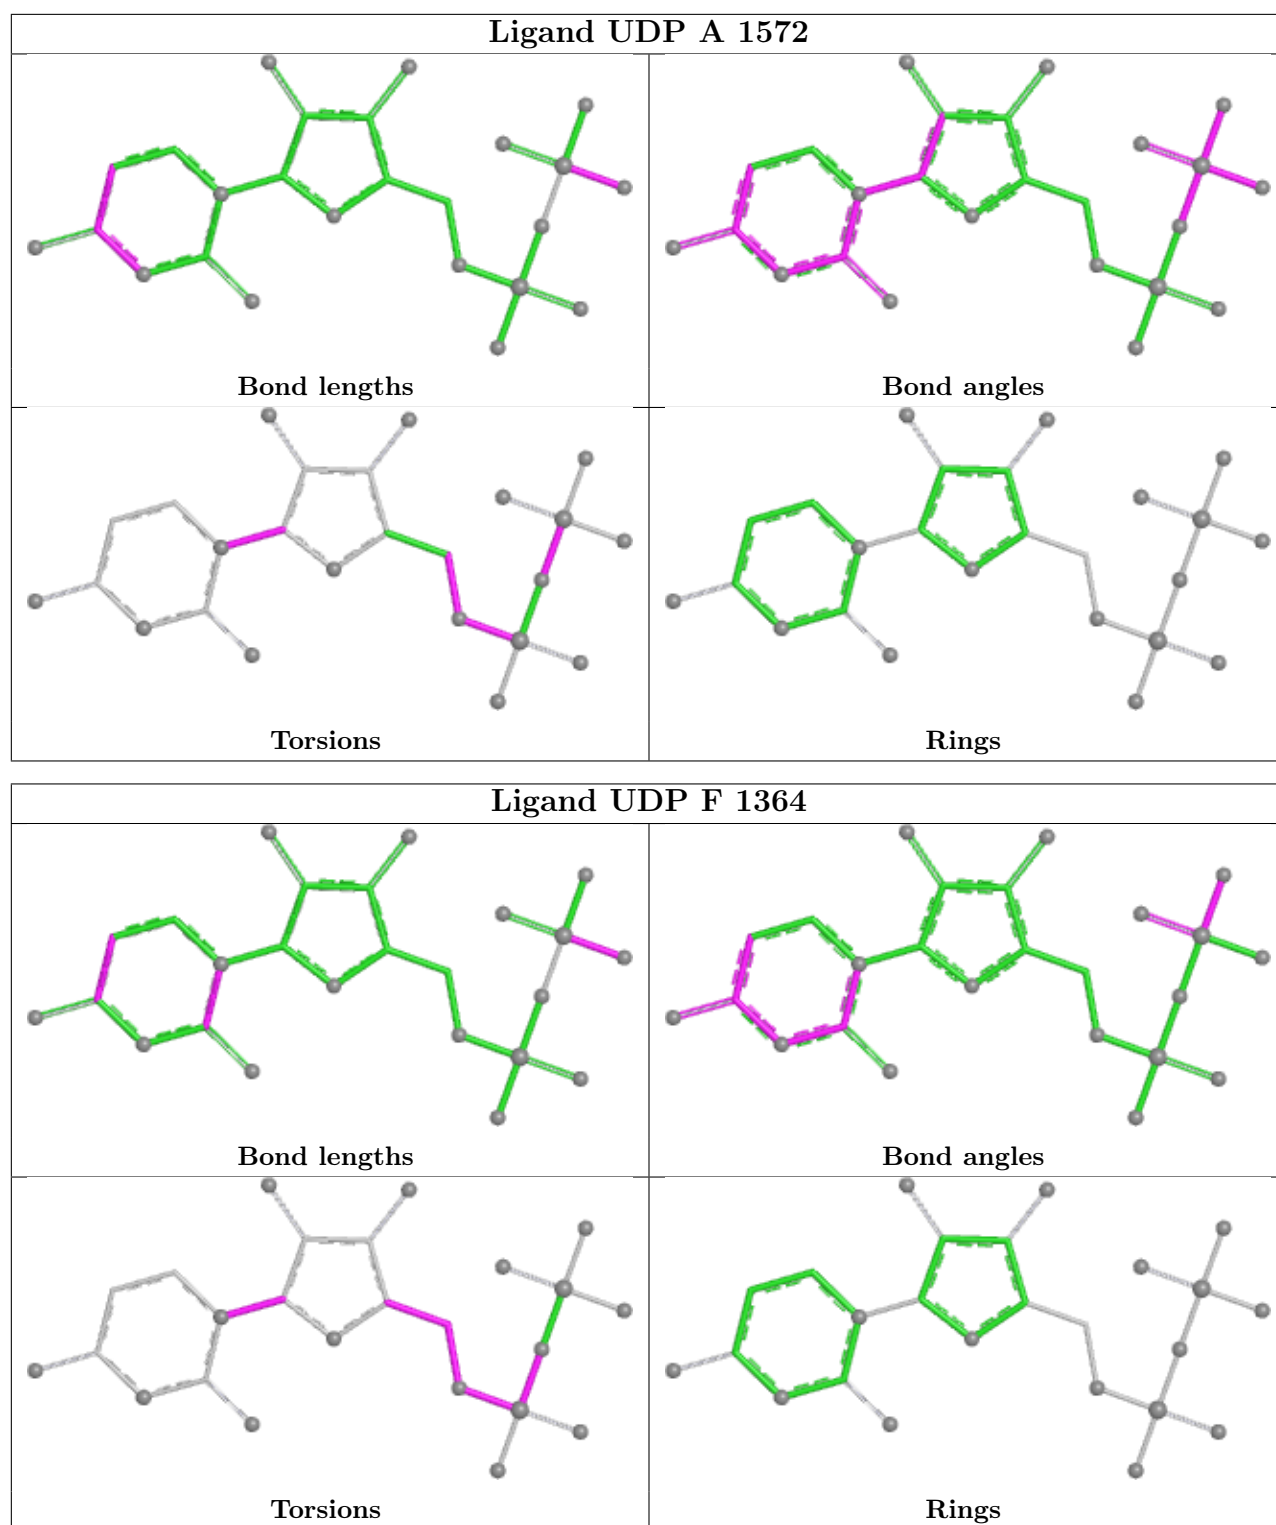 Ligand UDP A 1572
Bond lengths
Bond angles
Torsions
Rings
Ligand UDP F 1364
Bond lengths
Bond angles
Torsions
Rings